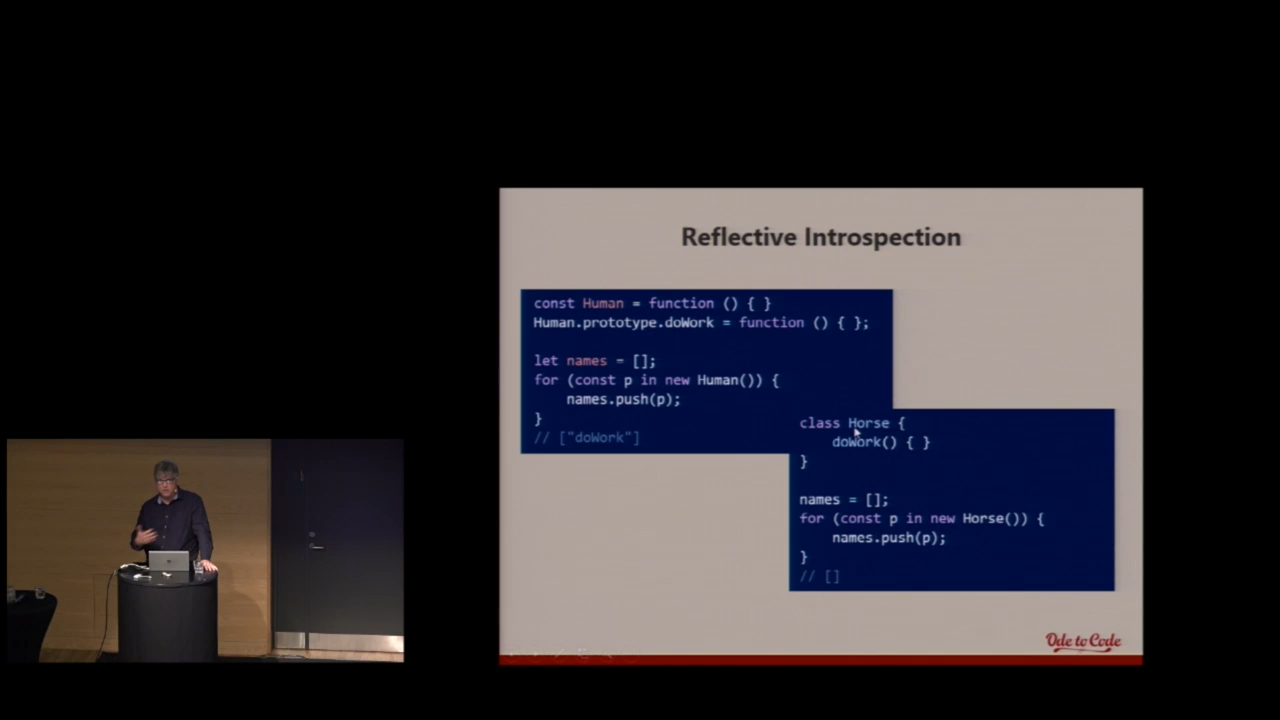 Reflective Introspection
const Human = function () { }
Human.prototype.doWork = function () { };
let names = [];
for (const p in new Human()) {
names.push(p);
}
// ["doWork"]
class Horse {
doWork() { }
}
names = [];
for (const p in new Horse()) {
names.push(p);
}
// []
Ode to Code